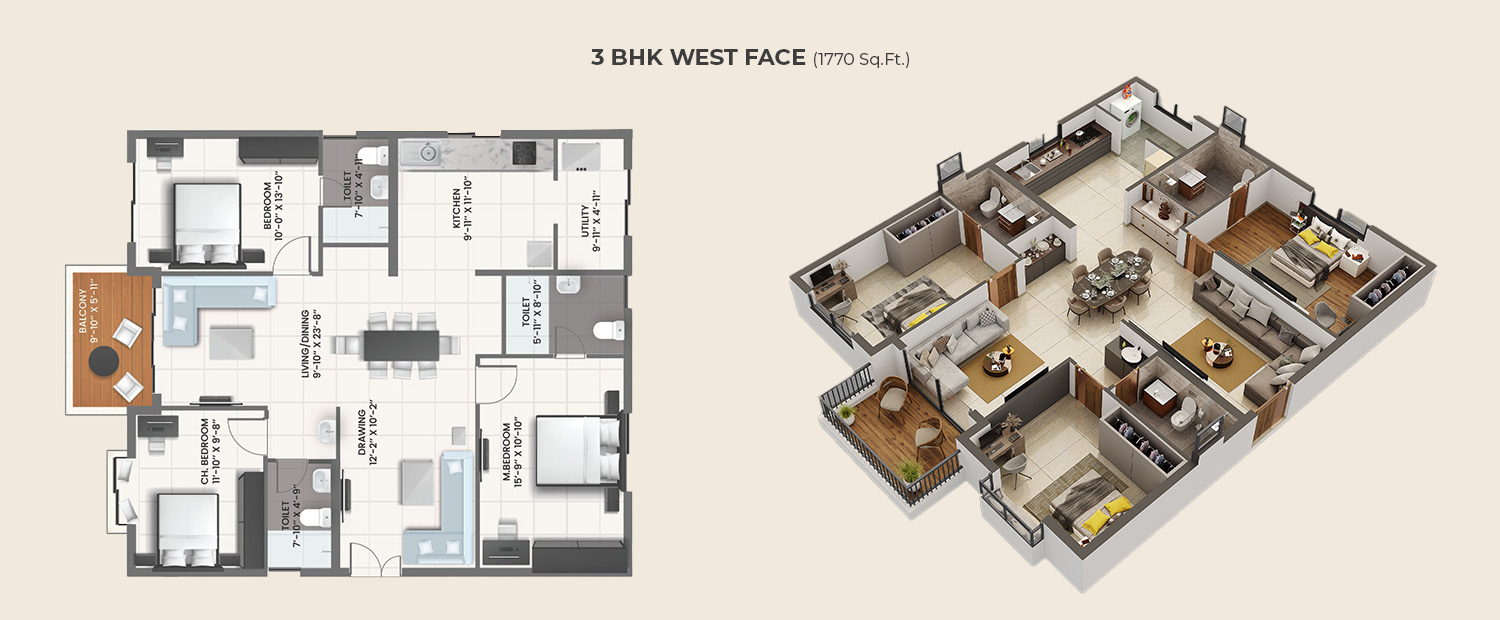 3 BHK WEST FACE (1770 Sq.Ft.)
BEDROOM
10'-0" X 13'-10"
TOILET
7'-10" X 4'-11"
KITCHEN
9'-11" X 11'-10"
UTILITY
9'-11" X 4'-11"
BALCONY
9'-10" X 5'-11"
LIVING/DINING
9'-10" X 23'-8"
TOILET
5'-11" X 8'-10"
CH. BEDROOM
11'-10" X 9'-8"
TOILET
7'-10" X 4'-9"
DRAWING
12'-2" X 10'-2"
M.BEDROOM
15'-9" X 10'-10"